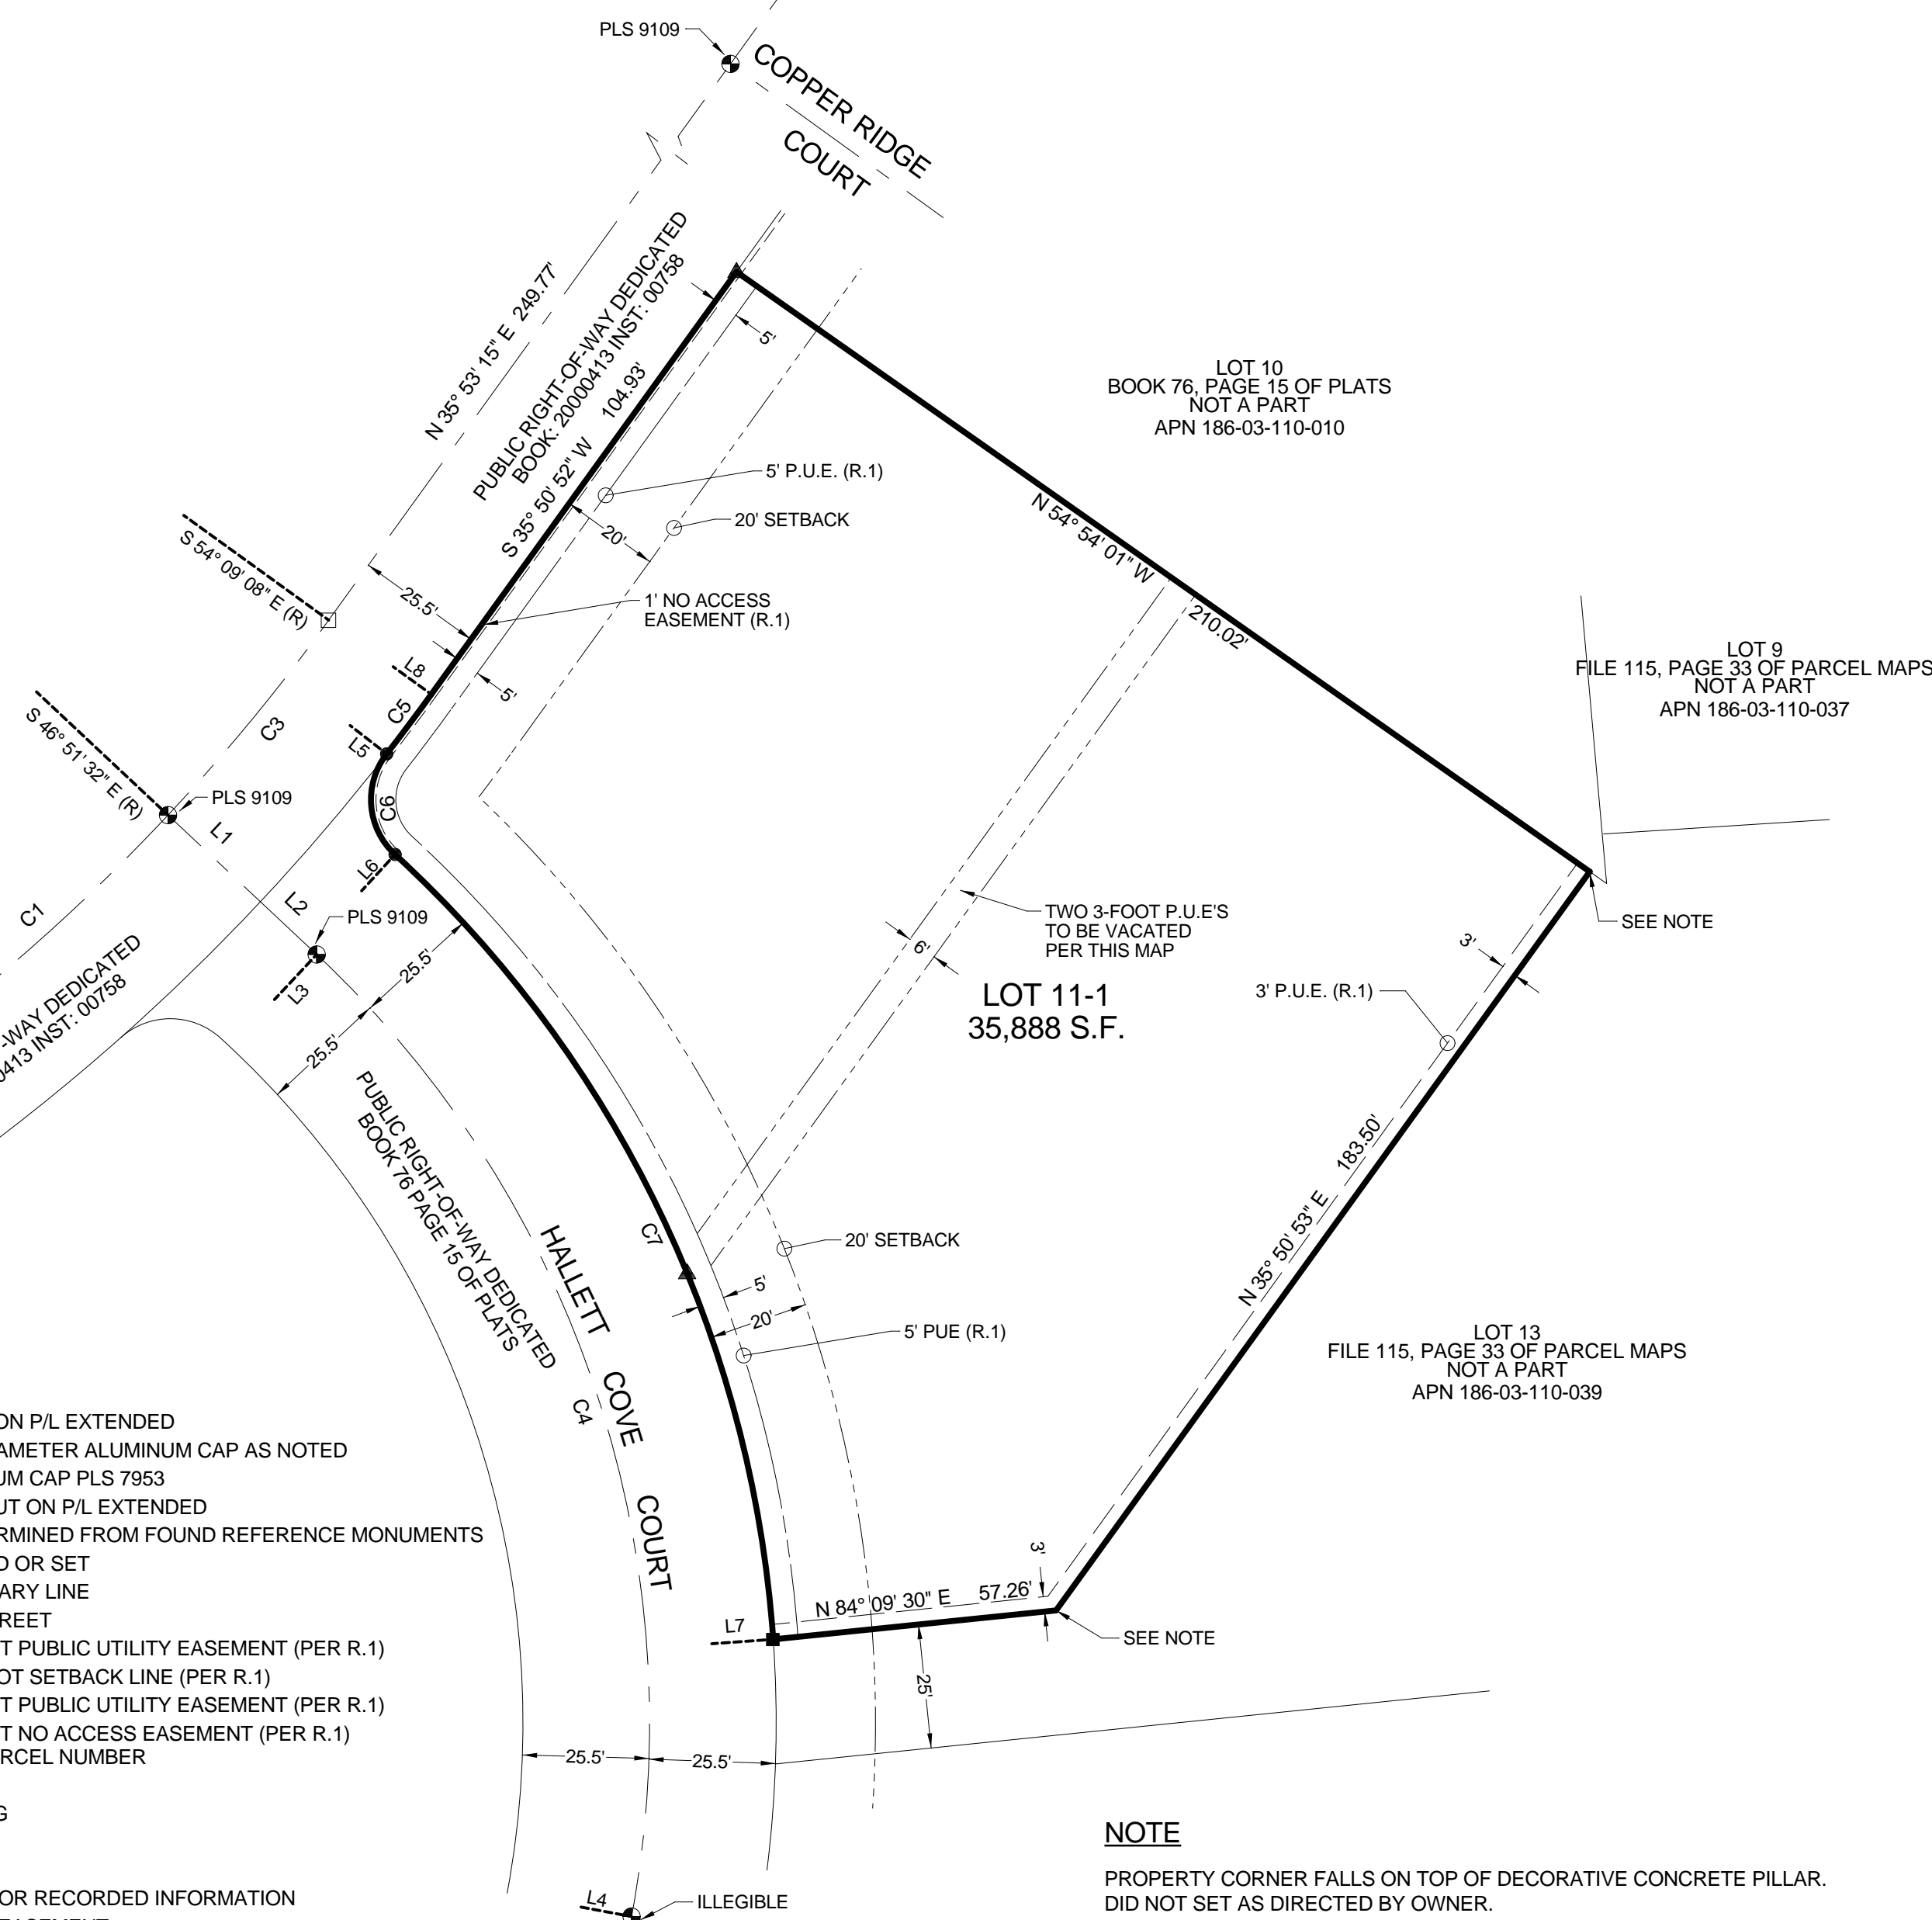 PLS 9109
COPPER RIDGE
COURT
PUBLIC RIGHT-OF-WAY DEDICATED
BOOK: 20000413 INST: 00758
N 35° 53' 15" E 249.77'
S 35° 50' 52" W 104.93'
5'
LOT 10
BOOK 76, PAGE 15 OF PLATS
NOT A PART
APN 186-03-110-010
5' P.U.E. (R.1)
20' SETBACK
20'
N 54° 54' 01" W
210.02'
S 54° 09' 08" E (R)
25.5'
1' NO ACCESS
EASEMENT (R.1)
LOT 9
FILE 115, PAGE 33 OF PARCEL MAPS
NOT A PART
APN 186-03-110-037
L8
5'
C5
L5
C3
S 46° 51' 32" E (R)
PLS 9109
L1
C6
L6
C1
L2
PLS 9109
L3
25.5'
25.5'
-WAY DEDICATED
0413 INST: 00758
TWO 3-FOOT P.U.E'S
TO BE VACATED
PER THIS MAP
6'
SEE NOTE
3'
LOT 11-1
35,888 S.F.
3' P.U.E. (R.1)
PUBLIC RIGHT-OF-WAY DEDICATED
BOOK 76 PAGE 15 OF PLATS
HALLETT COVE COURT
C7
C4
20' SETBACK
5'
20'
5' PUE (R.1)
N 35° 50' 53" E 183.50'
LOT 13
FILE 115, PAGE 33 OF PARCEL MAPS
NOT A PART
APN 186-03-110-039
ON P/L EXTENDED
AMETER ALUMINUM CAP AS NOTED
UM CAP PLS 7953
UT ON P/L EXTENDED
ERMINED FROM FOUND REFERENCE MONUMENTS
D OR SET
ARY LINE
REET
T PUBLIC UTILITY EASEMENT (PER R.1)
OT SETBACK LINE (PER R.1)
T PUBLIC UTILITY EASEMENT (PER R.1)
T NO ACCESS EASEMENT (PER R.1)
RCEL NUMBER
G
OR RECORDED INFORMATION
L7
N 84° 09' 30" E 57.26'
3'
SEE NOTE
25'
25.5'
25.5'
L4
ILLEGIBLE
NOTE
PROPERTY CORNER FALLS ON TOP OF DECORATIVE CONCRETE PILLAR.
DID NOT SET AS DIRECTED BY OWNER.